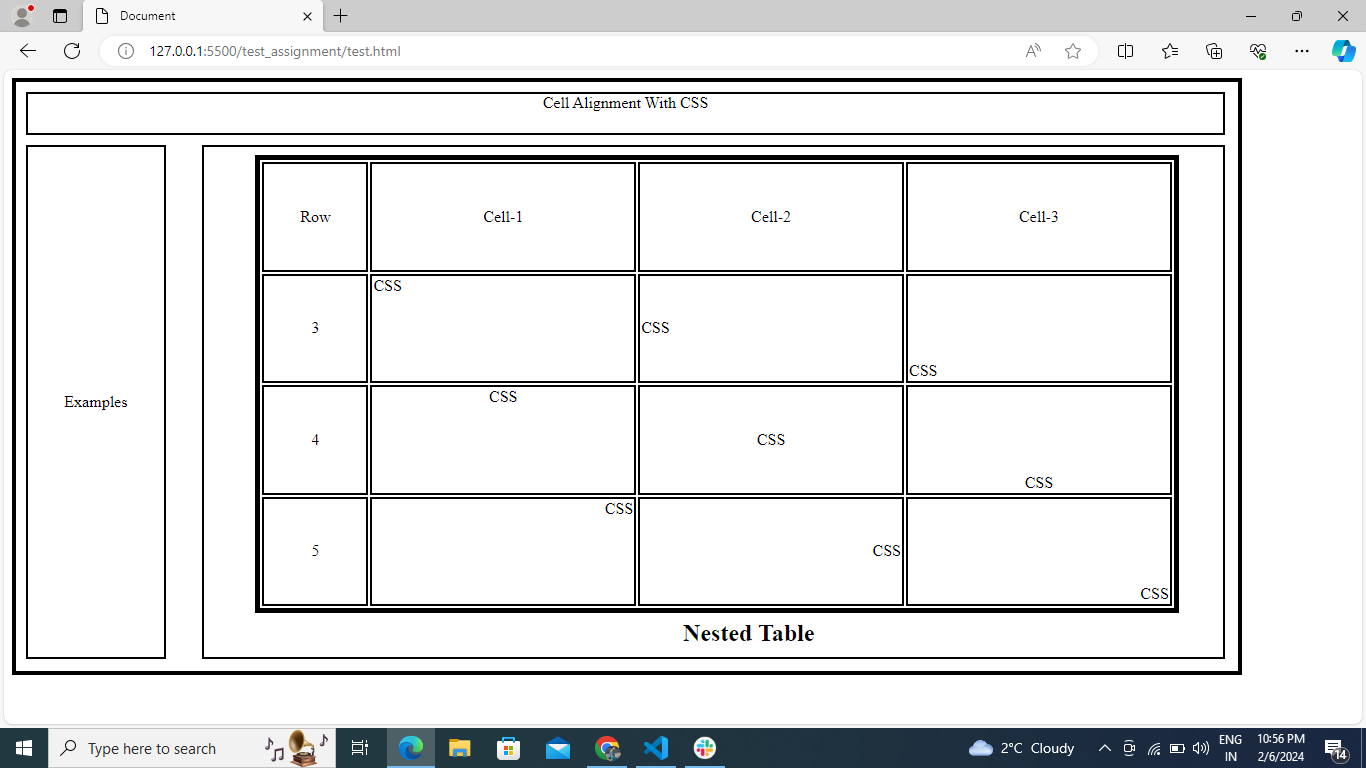 Document
127.0.0.1:5500/test_assignment/test.html
Cell Alignment With CSS
Examples
Row Cell-1 Cell-2 Cell-3
3 CSS CSS CSS
4 CSS CSS CSS
5 CSS CSS CSS
Nested Table
Type here to search
2°C Cloudy
ENG
IN
10:56 PM
2/6/2024
14